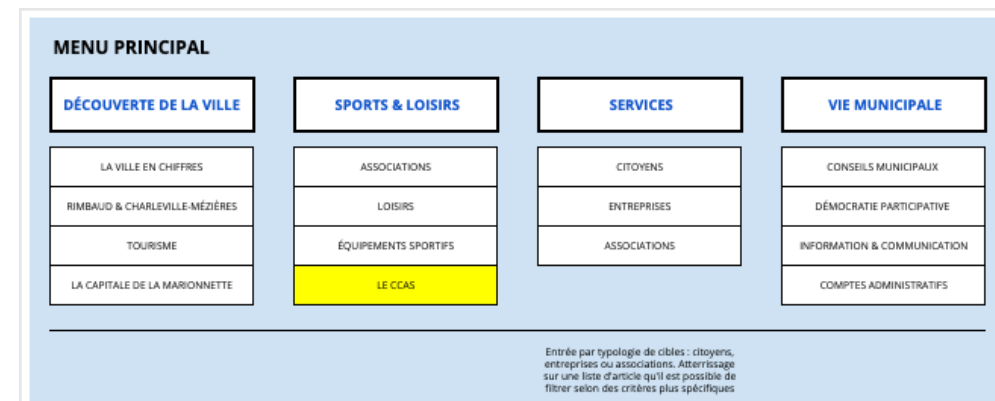 MENU PRINCIPAL
DÉCOUVERTE DE LA VILLE
SPORTS & LOISIRS
SERVICES
VIE MUNICIPALE
LA VILLE EN CHIFFRES
ASSOCIATIONS
CITOYENS
CONSEILS MUNICIPAUX
RIMBAUD & CHARLEVILLE-MÉZIÈRES
LOISIRS
ENTREPRISES
DÉMOCRATIE PARTICIPATIVE
TOURISME
ÉQUIPEMENTS SPORTIFS
ASSOCIATIONS
INFORMATION & COMMUNICATION
LA CAPITALE DE LA MARIONNETTE
LE CCAS
COMPTES ADMINISTRATIFS
Entrée par typologie de cibles : citoyens,
entreprises ou associations. Atterrissage
sur une liste d'article qu'il est possible de
filtrer selon des critères plus spécifiques